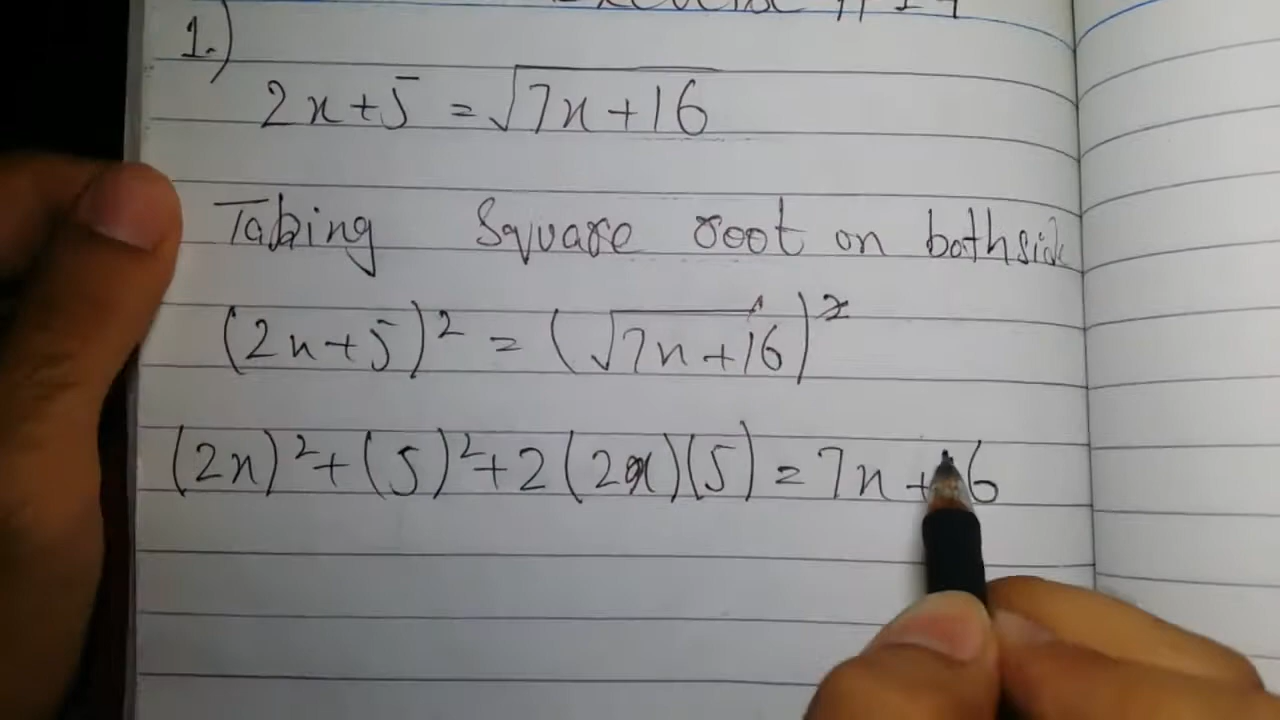 1.)
2x+5 = √7x+16
Taking Square root on bothside
(2x+5)² = (√7x+16)²
(2x)²+(5)²+2(2x)(5) = 7x+16